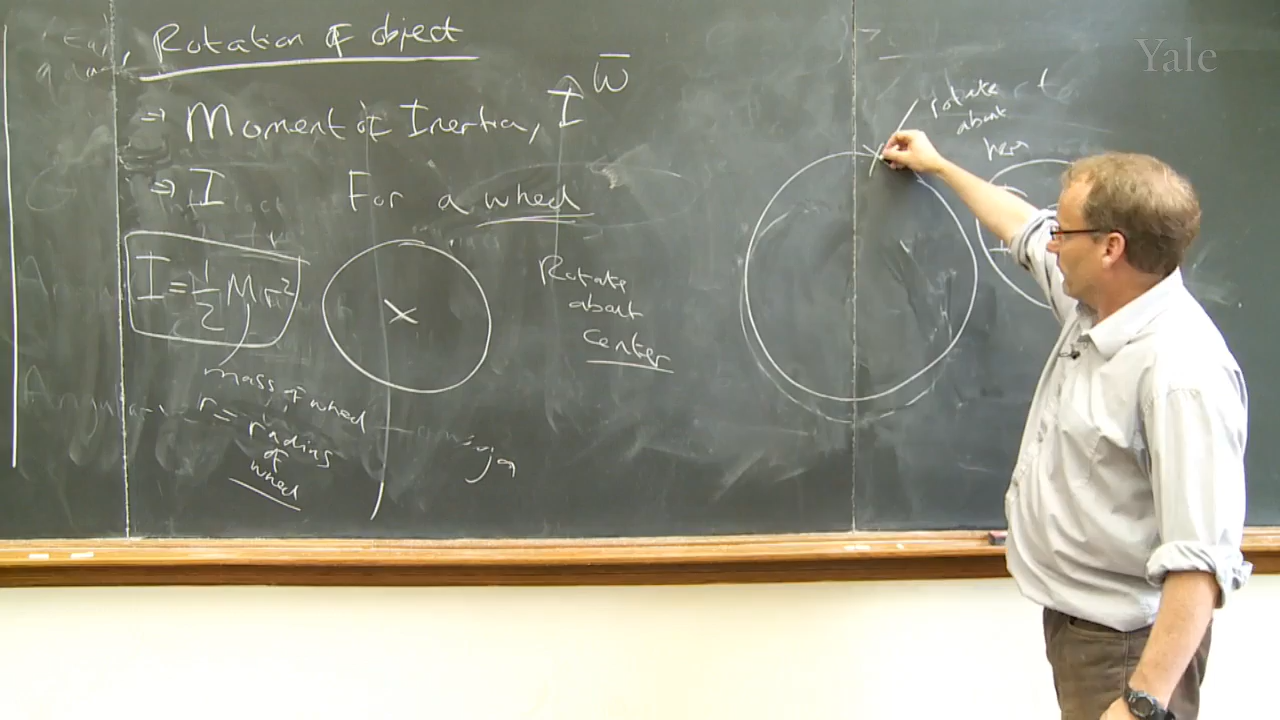 Rotation of object
⇒ Moment of Inertia, I
ω̄
⇒ I For a wheel
I = ½ Mr²
mass of wheel
r = radius
of
wheel
Rotate
about
center
rotate
about
here
Yale